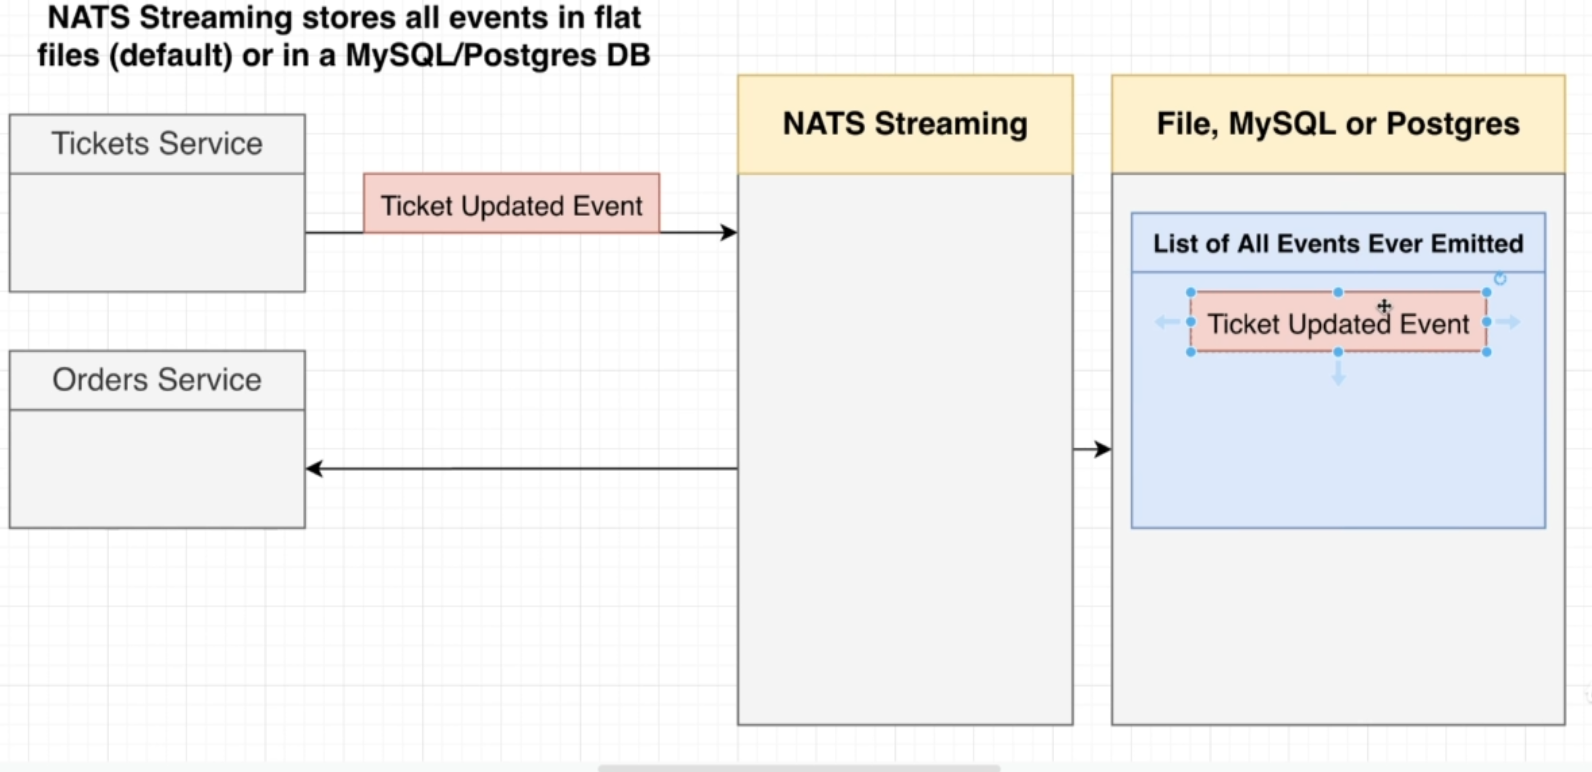 NATS Streaming stores all events in flat
files (default) or in a MySQL/Postgres DB
Tickets Service
Ticket Updated Event
NATS Streaming
File, MySQL or Postgres
List of All Events Ever Emitted
Ticket Updated Event
Orders Service